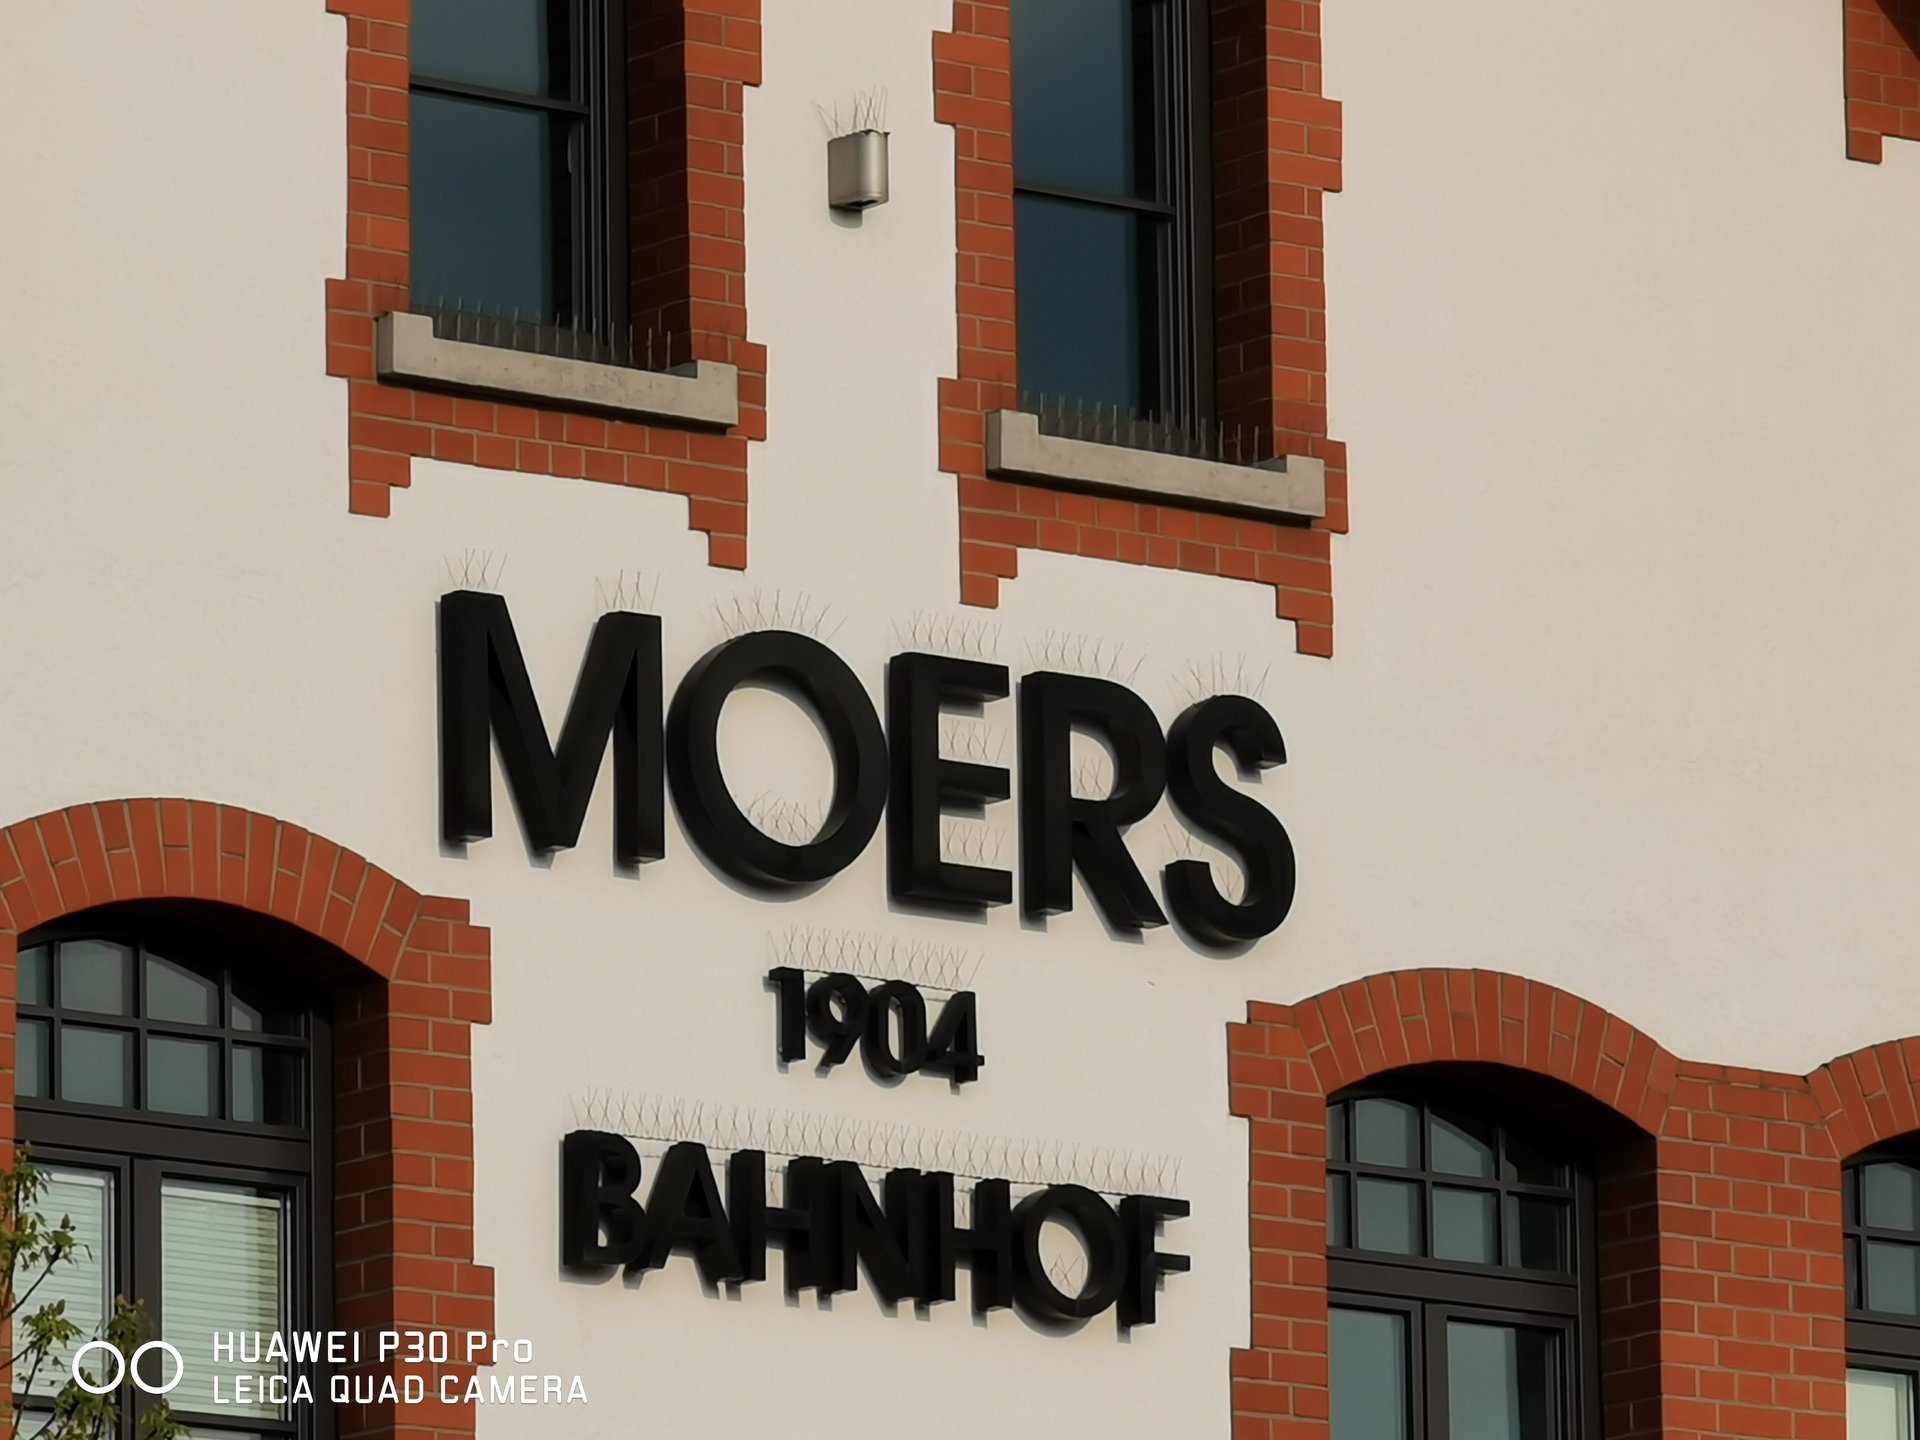 MOERS
1904
BAHNHOF
HUAWEI P30 Pro
LEICA QUAD CAMERA